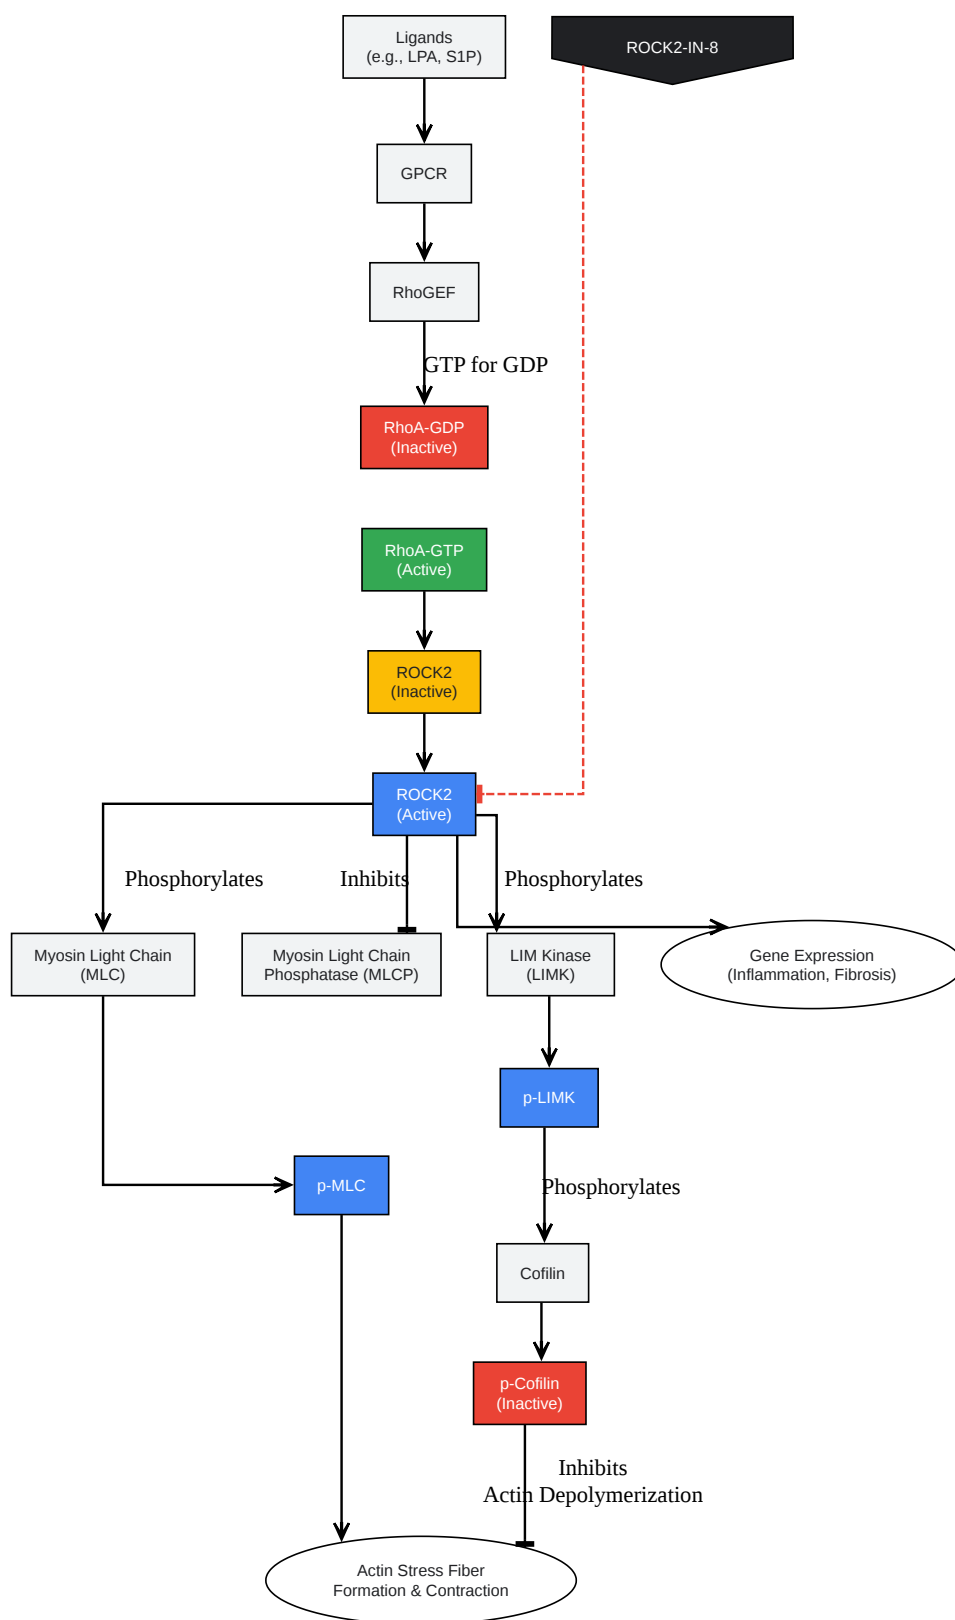 Ligands
(e.g., LPA, S1P)
ROCK2-IN-8
GPCR
RhoGEF
GTP for GDP
RhoA-GDP
(Inactive)
RhoA-GTP
(Active)
ROCK2
(Inactive)
ROCK2
(Active)
Phosphorylates
Inhibits
Phosphorylates
Myosin Light Chain
(MLC)
Myosin Light Chain
Phosphatase (MLCP)
LIM Kinase
(LIMK)
Gene Expression
(Inflammation, Fibrosis)
p-LIMK
p-MLC
Phosphorylates
Cofilin
p-Cofilin
(Inactive)
Inhibits
Actin Depolymerization
Actin Stress Fiber
Formation & Contraction